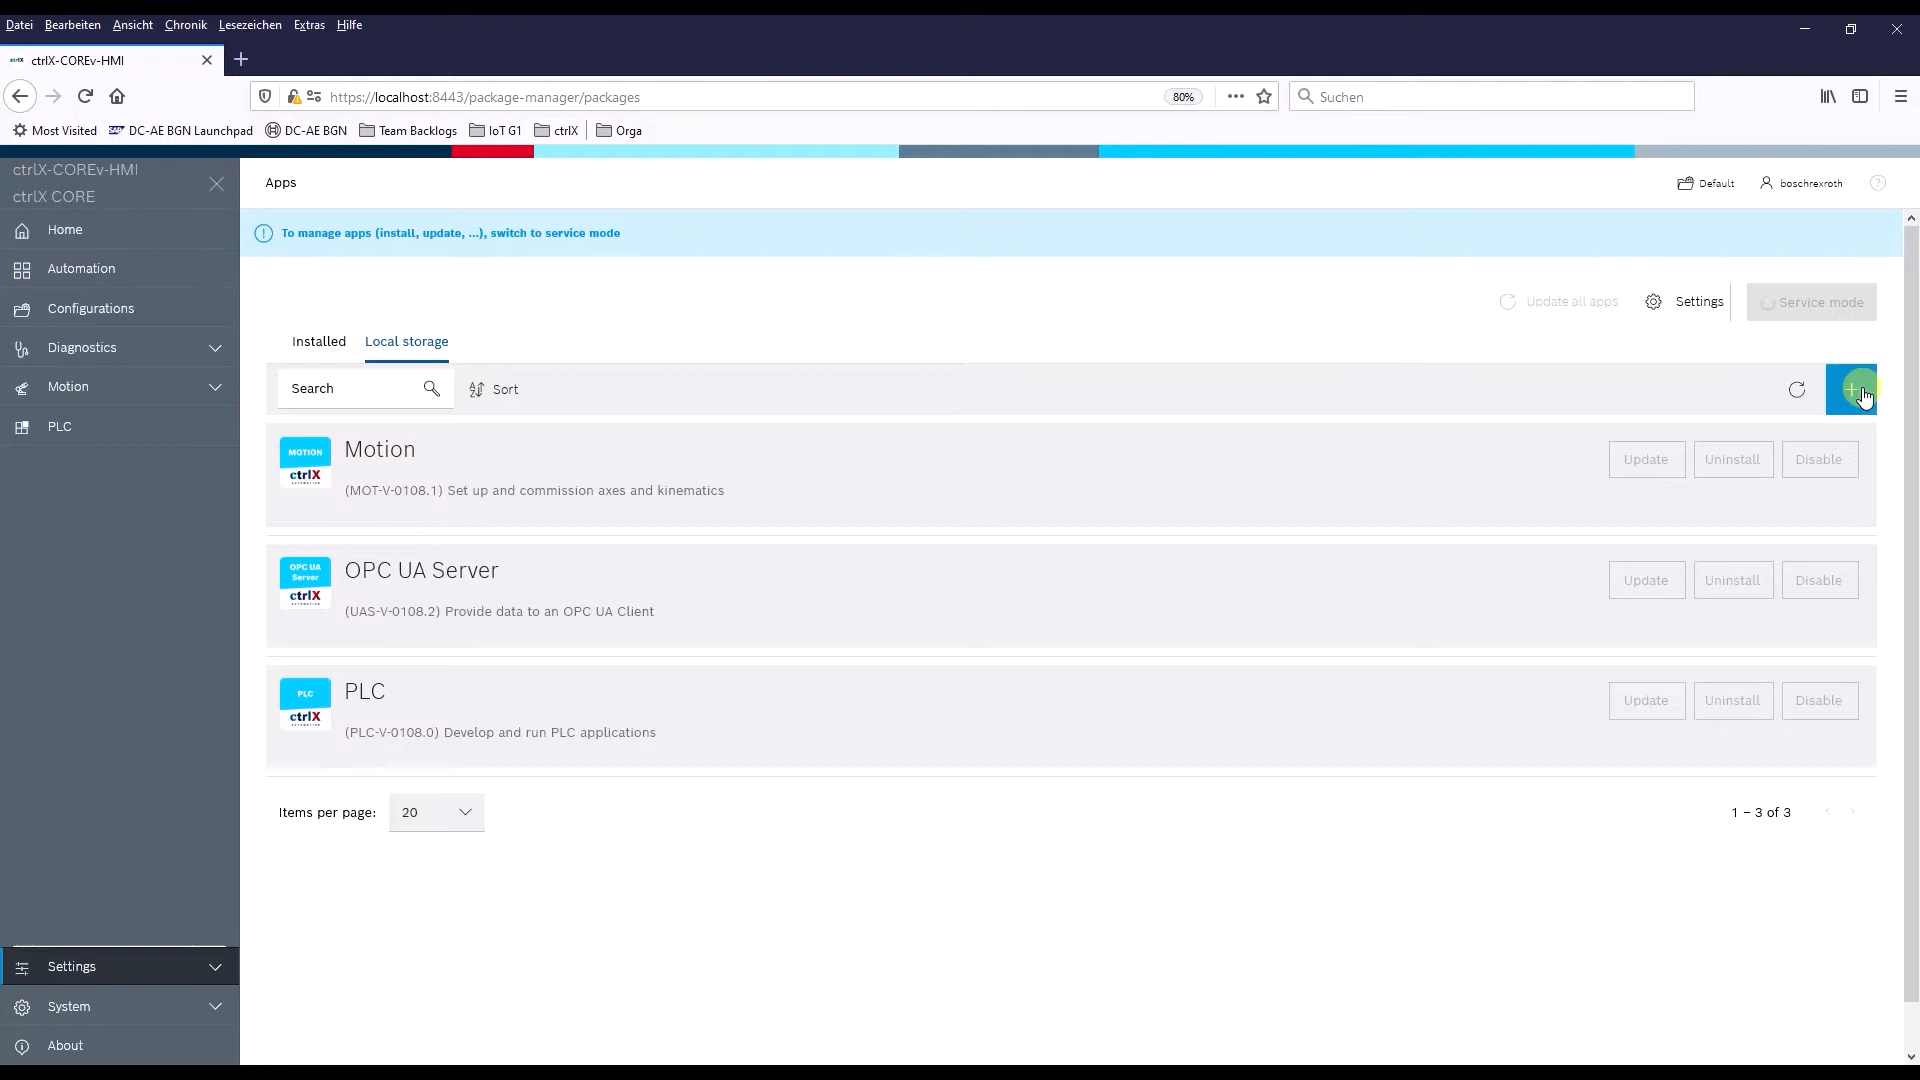 Datei Bearbeiten Ansicht Chronik Lesezeichen Extras Hilfe
ctrlX ctrlX-COREv-HMI
https://localhost:8443/package-manager/packages 80% Suchen
Most Visited SAP DC-AE BGN Launchpad DC-AE BGN Team Backlogs IoT G1 ctrlX Orga
ctrlX-COREv-HMI
ctrlX CORE
Apps Default boschrexroth ?
To manage apps (install, update, ...), switch to service mode
Home
Automation
Configurations
Diagnostics
Motion
PLC
Update all apps Settings Service mode
Installed Local storage
Search Sort
MOTION
ctrlX
AUTOMATION
Motion
(MOT-V-0108.1) Set up and commission axes and kinematics
Update Uninstall Disable
OPC UA
Server
ctrlX
AUTOMATION
OPC UA Server
(UAS-V-0108.2) Provide data to an OPC UA Client
Update Uninstall Disable
PLC
ctrlX
AUTOMATION
PLC
(PLC-V-0108.0) Develop and run PLC applications
Update Uninstall Disable
Items per page: 20 1 – 3 of 3
Settings
System
About